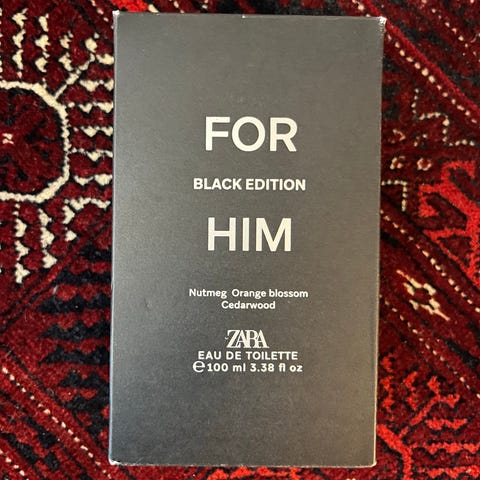 FOR
BLACK EDITION
HIM
Nutmeg Orange blossom
Cedarwood
ZARA
EAU DE TOILETTE
℮100 ml 3.38 fl oz